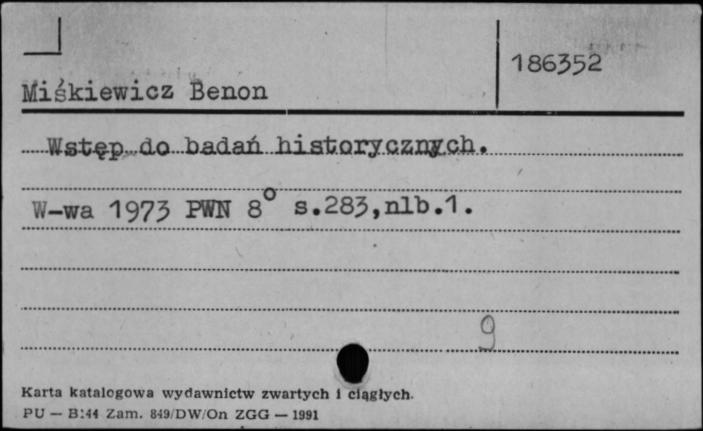 186352
Miśkiewicz Benon
Wstęp do badań historycznych.
W-wa 1973 PWN 8° s.283,nlb.1.
9
Karta katalogowa wydawnictw zwartych i ciągłych.
PU — B144 Zam. 849/DW/On ZGG — 1991